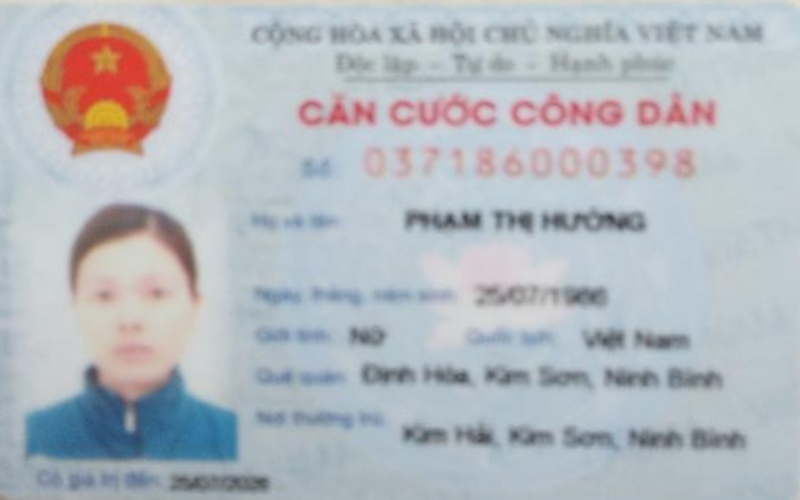 CỘNG HÒA XÃ HỘI CHỦ NGHĨA VIỆT NAM
Độc lập - Tự do - Hạnh phúc
CĂN CƯỚC CÔNG DÂN
Số: 037186000398
Họ và tên: PHẠM THỊ HƯỜNG
Ngày, tháng, năm sinh: 25/07/1986
Giới tính: Nữ Quốc tịch: Việt Nam
Quê quán: Định Hóa, Kim Sơn, Ninh Bình
Nơi thường trú: Kim Hải, Kim Sơn, Ninh Bình
Có giá trị đến: 25/07/2026